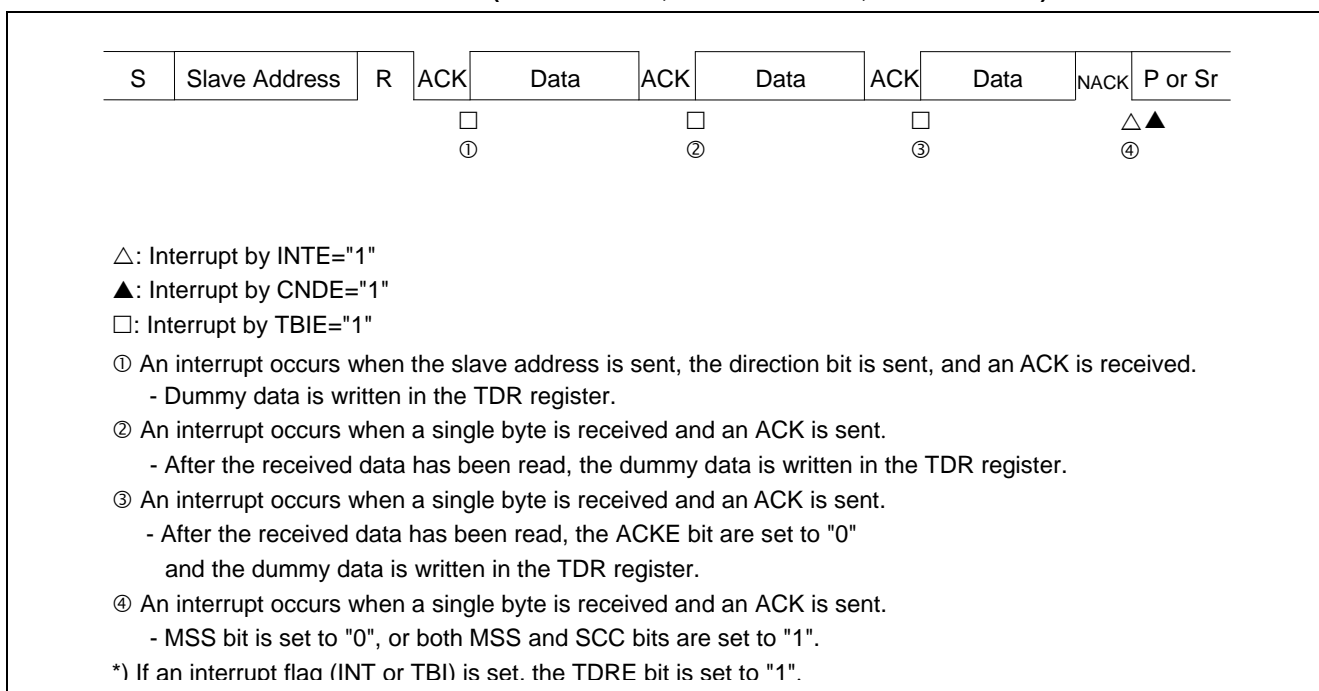 S Slave Address R ACK Data ACK Data ACK Data NACK P or Sr
□ □ □ △ ▲
① ② ③ ④
△: Interrupt by INTE="1"
▲: Interrupt by CNDE="1"
□: Interrupt by TBIE="1"
① An interrupt occurs when the slave address is sent, the direction bit is sent, and an ACK is received.
- Dummy data is written in the TDR register.
② An interrupt occurs when a single byte is received and an ACK is sent.
- After the received data has been read, the dummy data is written in the TDR register.
③ An interrupt occurs when a single byte is received and an ACK is sent.
- After the received data has been read, the ACKE bit are set to "0"
and the dummy data is written in the TDR register.
④ An interrupt occurs when a single byte is received and an ACK is sent.
- MSS bit is set to "0", or both MSS and SCC bits are set to "1".
*) If an interrupt flag (INT or TBI) is set, the TDRE bit is set to "1".